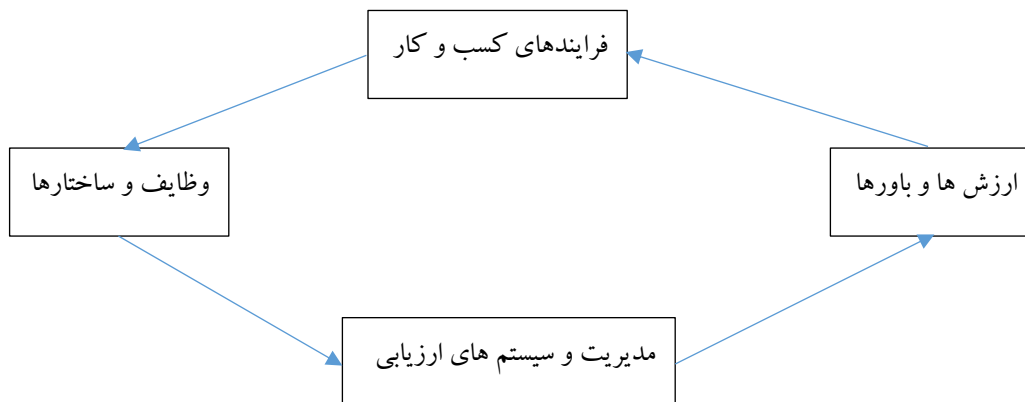 فرایندهای کسب و کار
ارزش ها و باورها
وظایف و ساختارها
مدیریت و سیستم های ارزیابی